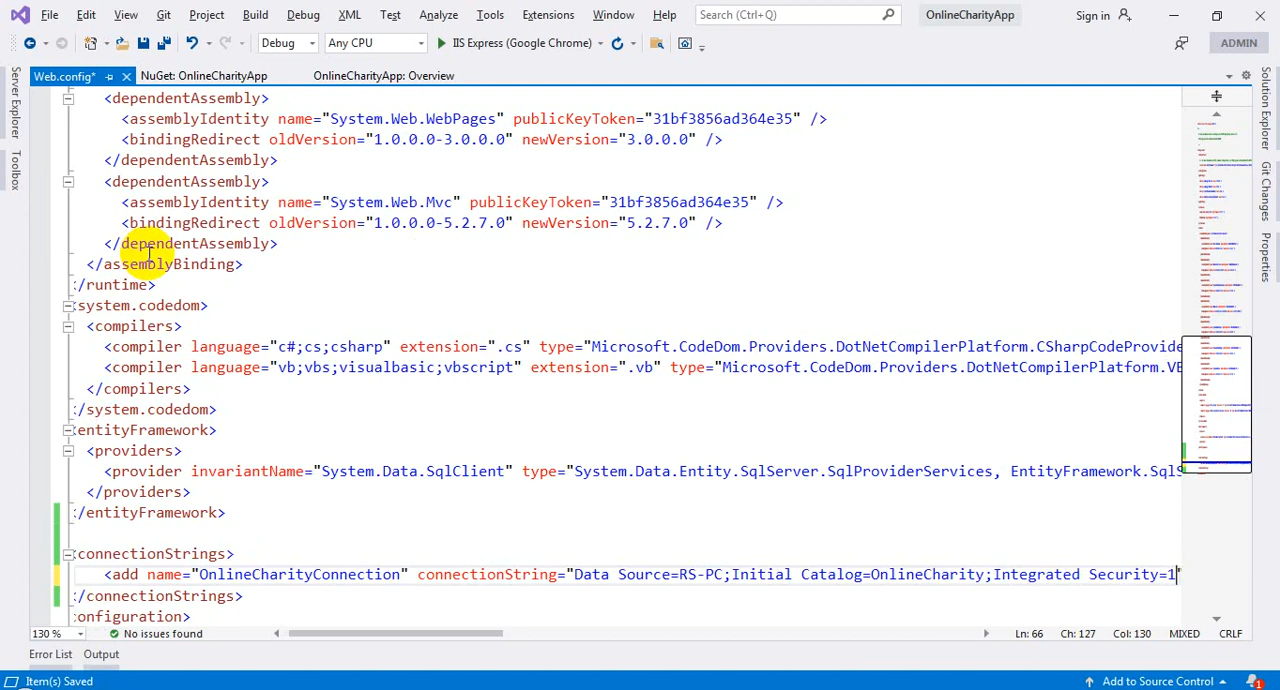 File Edit View Git Project Build Debug XML Test Analyze Tools Extensions Window Help Search (Ctrl+Q) OnlineCharityApp Sign in
Debug Any CPU IIS Express (Google Chrome) ADMIN
Web.config* NuGet: OnlineCharityApp OnlineCharityApp: Overview
Server Explorer
Toolbox
<dependentAssembly>
<assemblyIdentity name="System.Web.WebPages" publicKeyToken="31bf3856ad364e35" />
<bindingRedirect oldVersion="1.0.0.0-3.0.0.0" newVersion="3.0.0.0" />
</dependentAssembly>
<dependentAssembly>
<assemblyIdentity name="System.Web.Mvc" publicKeyToken="31bf3856ad364e35" />
<bindingRedirect oldVersion="1.0.0.0-5.2.7.0" newVersion="5.2.7.0" />
</dependentAssembly>
</assemblyBinding>
/runtime>
system.codedom>
<compilers>
<compiler language="c#;cs;csharp" extension=".cs" type="Microsoft.CodeDom.Providers.DotNetCompilerPlatform.CSharpCodeProvide
<compiler language="vb;vbs;visualbasic;vbscript" extension=".vb" type="Microsoft.CodeDom.Providers.DotNetCompilerPlatform.VB
</compilers>
/system.codedom>
entityFramework>
<providers>
<provider invariantName="System.Data.SqlClient" type="System.Data.Entity.SqlServer.SqlProviderServices, EntityFramework.SqlS
</providers>
/entityFramework>
connectionStrings>
<add name="OnlineCharityConnection" connectionString="Data Source=RS-PC;Initial Catalog=OnlineCharity;Integrated Security=1"
/connectionStrings>
onfiguration>
Solution Explorer
Git Changes
Properties
130 % No issues found Ln: 66 Ch: 127 Col: 130 MIXED CRLF
Error List Output
Item(s) Saved Add to Source Control 1